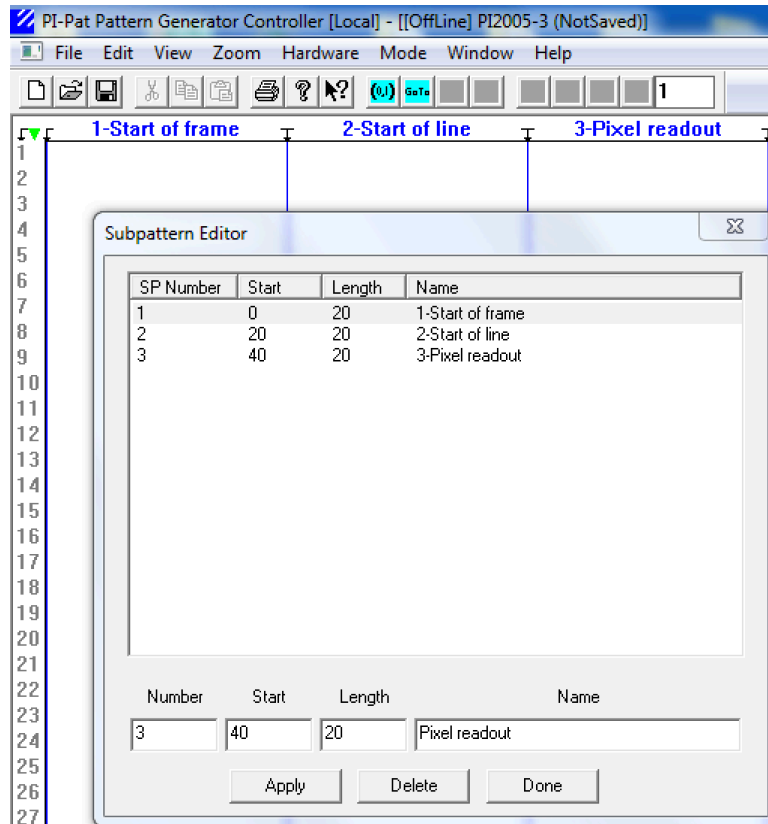 PI-Pat Pattern Generator Controller [Local] - [[OffLine] PI2005-3 (NotSaved)]
File Edit View Zoom Hardware Mode Window Help
(0,1) GoTo 1
1-Start of frame 2-Start of line 3-Pixel readout
1
2
3
4
5
6
7
8
9
10
11
12
13
14
15
16
17
18
19
20
21
22
23
24
25
26
27
Subpattern Editor
SP Number Start Length Name
1 0 20 1-Start of frame
2 20 20 2-Start of line
3 40 20 3-Pixel readout
Number Start Length Name
3 40 20 Pixel readout
Apply Delete Done